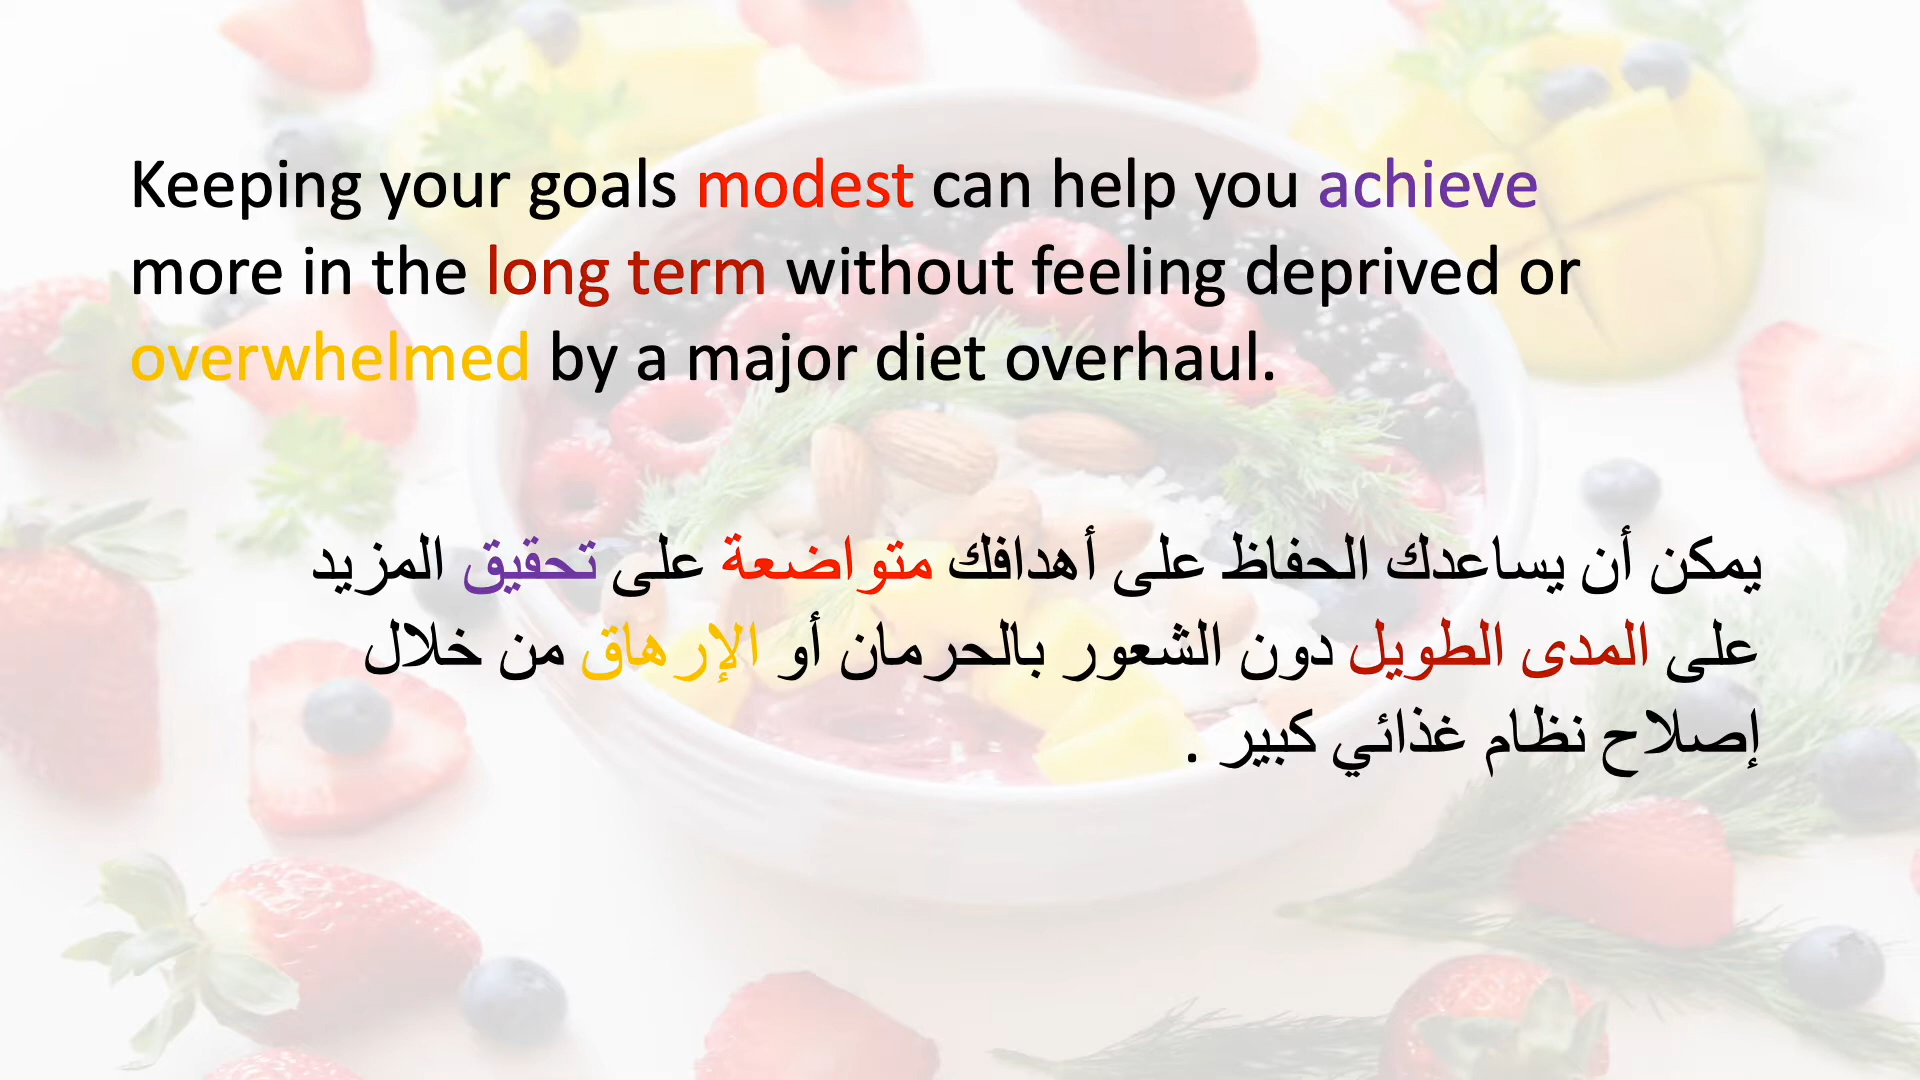 Keeping your goals modest can help you achieve
more in the long term without feeling deprived or
overwhelmed by a major diet overhaul.
يمكن أن يساعدك الحفاظ على أهدافك متواضعة على تحقيق المزيد
على المدى الطويل دون الشعور بالحرمان أو الإرهاق من خلال
إصلاح نظام غذائي كبير .